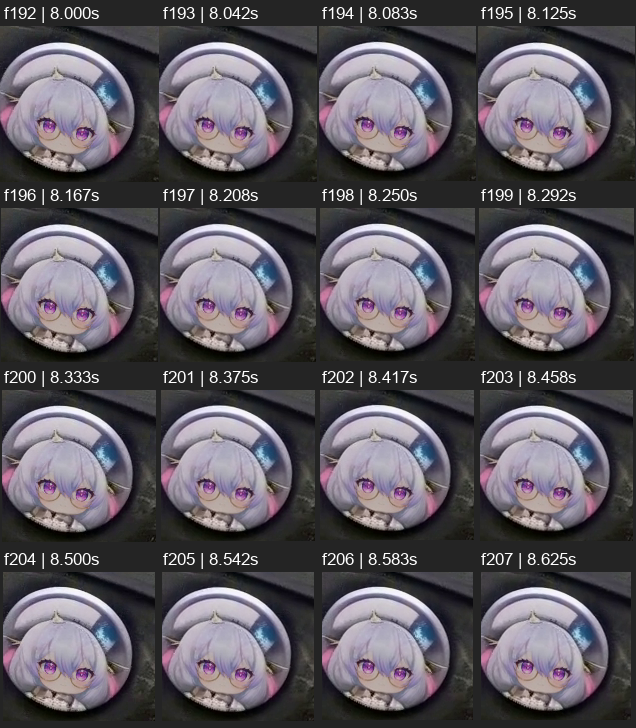 f192 | 8.000s f193 | 8.042s f194 | 8.083s f195 | 8.125s
f196 | 8.167s f197 | 8.208s f198 | 8.250s f199 | 8.292s
f200 | 8.333s f201 | 8.375s f202 | 8.417s f203 | 8.458s
f204 | 8.500s f205 | 8.542s f206 | 8.583s f207 | 8.625s